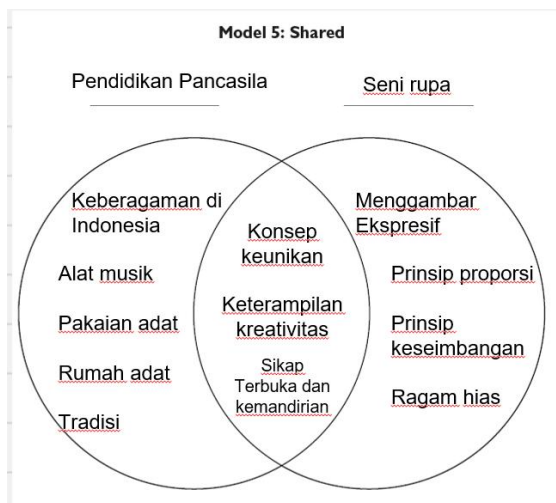 Model 5: Shared
Pendidikan Pancasila
Seni rupa
Keberagaman di
Indonesia
Alat musik
Pakaian adat
Rumah adat
Tradisi
Konsep
keunikan
Keterampilan
kreativitas
Sikap
Terbuka dan
kemandirian
Menggambar
Ekspresif
Prinsip proporsi
Prinsip
keseimbangan
Ragam hias